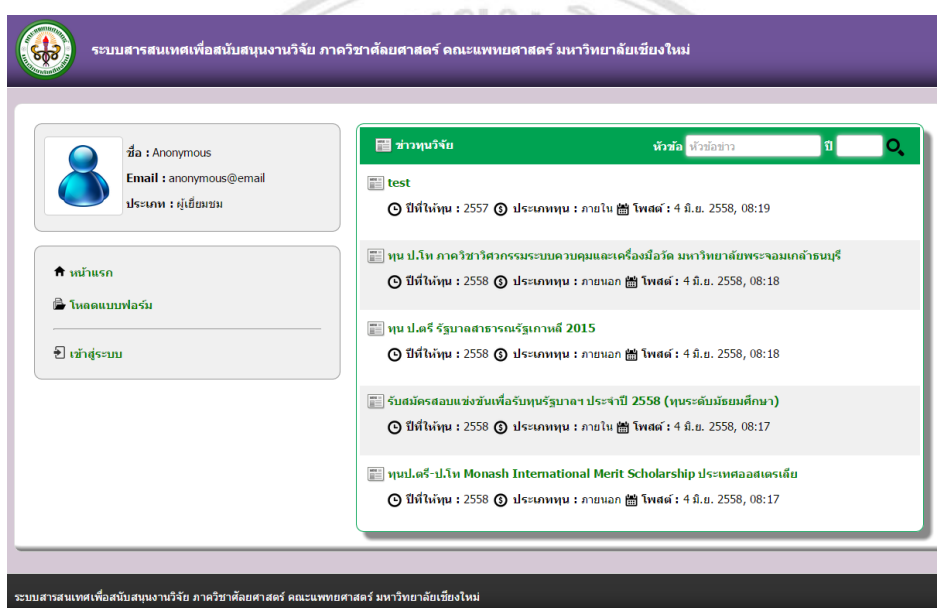 ระบบสารสนเทศเพื่อสนับสนุนงานวิจัย ภาควิชาศัลยศาสตร์ คณะแพทยศาสตร์ มหาวิทยาลัยเชียงใหม่
ชื่อ : Anonymous
Email : anonymous@email
ประเภท : ผู้เยี่ยมชม
หน้าแรก
โหลดแบบฟอร์ม
เข้าสู่ระบบ
ข่าวทุนวิจัย หัวข้อ หัวข้อข่าว ปี
test
ปีที่ให้ทุน : 2557 ประเภททุน : ภายใน โพสต์ : 4 มิ.ย. 2558, 08:19
ทุน ป.โท ภาควิชาวิศวกรรมระบบควบคุมและเครื่องมือวัด มหาวิทยาลัยพระจอมเกล้าธนบุรี
ปีที่ให้ทุน : 2558 ประเภททุน : ภายนอก โพสต์ : 4 มิ.ย. 2558, 08:18
ทุน ป.ตรี รัฐบาลสาธารณรัฐเกาหลี 2015
ปีที่ให้ทุน : 2558 ประเภททุน : ภายนอก โพสต์ : 4 มิ.ย. 2558, 08:18
รับสมัครสอบแข่งขันเพื่อรับทุนรัฐบาลฯ ประจำปี 2558 (ทุนระดับมัธยมศึกษา)
ปีที่ให้ทุน : 2558 ประเภททุน : ภายใน โพสต์ : 4 มิ.ย. 2558, 08:17
ทุนป.ตรี-ป.โท Monash International Merit Scholarship ประเทศออสเตรเลีย
ปีที่ให้ทุน : 2558 ประเภททุน : ภายนอก โพสต์ : 4 มิ.ย. 2558, 08:17
ระบบสารสนเทศเพื่อสนับสนุนงานวิจัย ภาควิชาศัลยศาสตร์ คณะแพทยศาสตร์ มหาวิทยาลัยเชียงใหม่